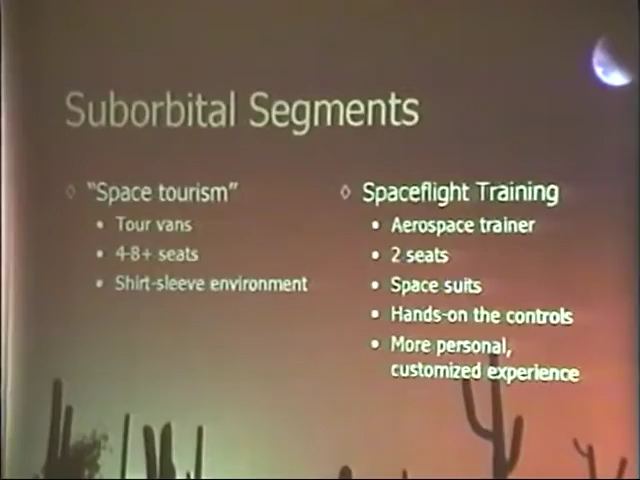 Suborbital Segments
◊ "Space tourism"
• Tour vans
• 4-8+ seats
• Shirt-sleeve environment
◊ Spaceflight Training
• Aerospace trainer
• 2 seats
• Space suits
• Hands-on the controls
• More personal,
customized experience